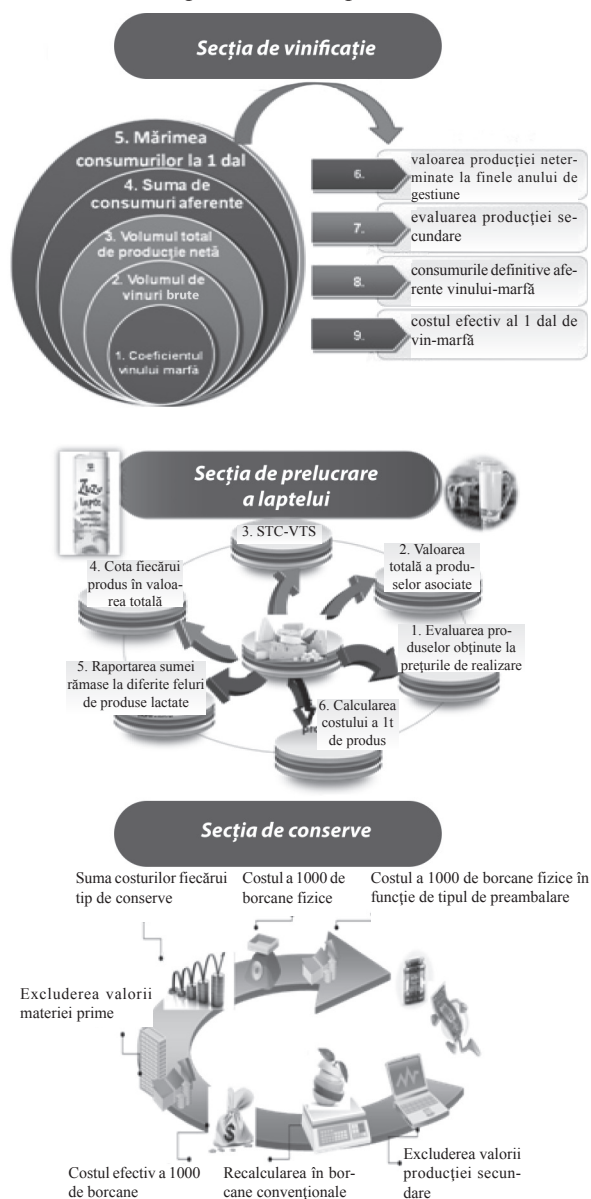 Secția de vinificație
5. Mărimea
consumurilor la 1 dal
4. Suma de
consumuri aferente
3. Volumul total
de producție netă
2. Volumul de
vinuri brute
1. Coeficientul
vinului marfă
6.
valoarea producției neter-
minate la finele anului de
gestiune
7.
evaluarea producției se-
cundare
8.
consumurile definitive afe-
rente vinului-marfă
9.
costul efectiv al 1 dal de
vin-marfă
Secția de prelucrare
a laptelui
Zuzu
lapte
3. STC-VTS
4. Cota fiecărui
produs în valoa-
rea totală
2. Valoarea
totală a produ-
selor asociate
1. Evaluarea pro-
duselor obținute la
prețurile de realizare
5. Raportarea sumei
rămase la diferite feluri
de produse lactate
6. Calcularea
costului a 1t
de produs
Secția de conserve
Suma costurilor fiecărui
tip de conserve
Costul a 1000 de
borcane fizice
Costul a 1000 de borcane fizice în
funcție de tipul de preambalare
Excluderea valorii
materiei prime
$
Costul efectiv a 1000
de borcane
Recalcularea în bor-
cane convenționale
Excluderea valorii
producției secun-
dare